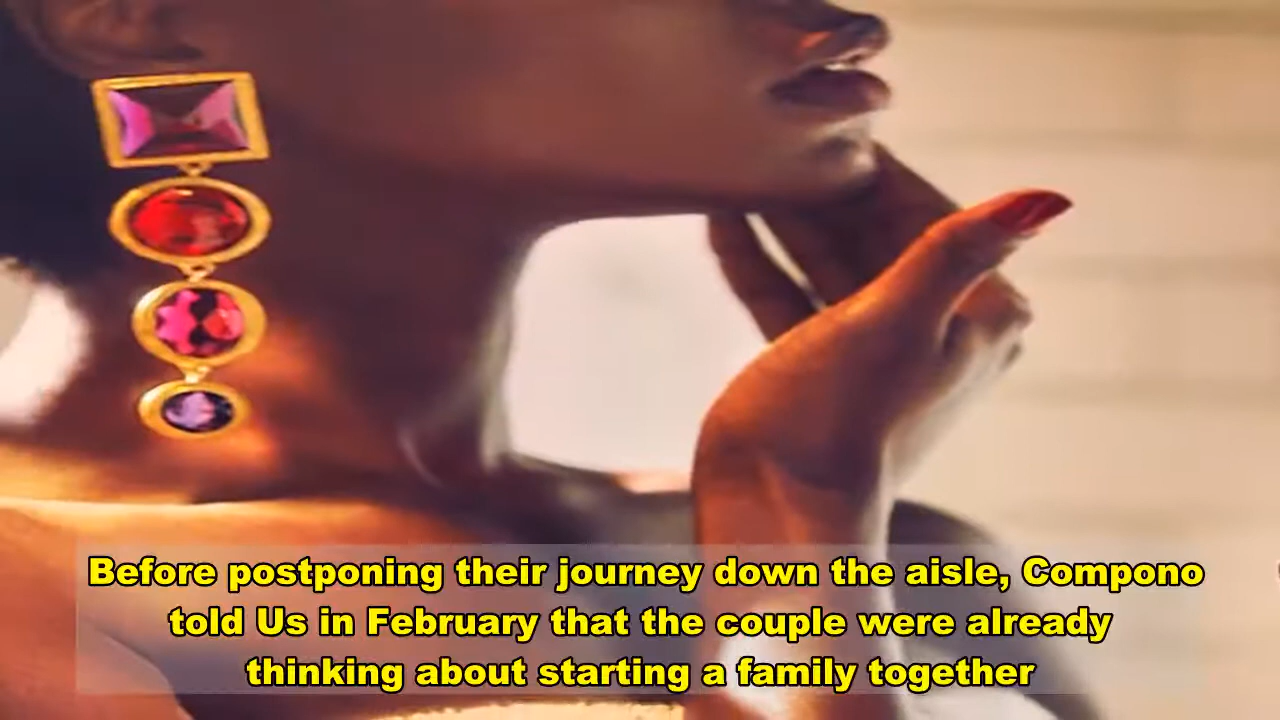 Before postponing their journey down the aisle, Compono
told Us in February that the couple were already
thinking about starting a family together